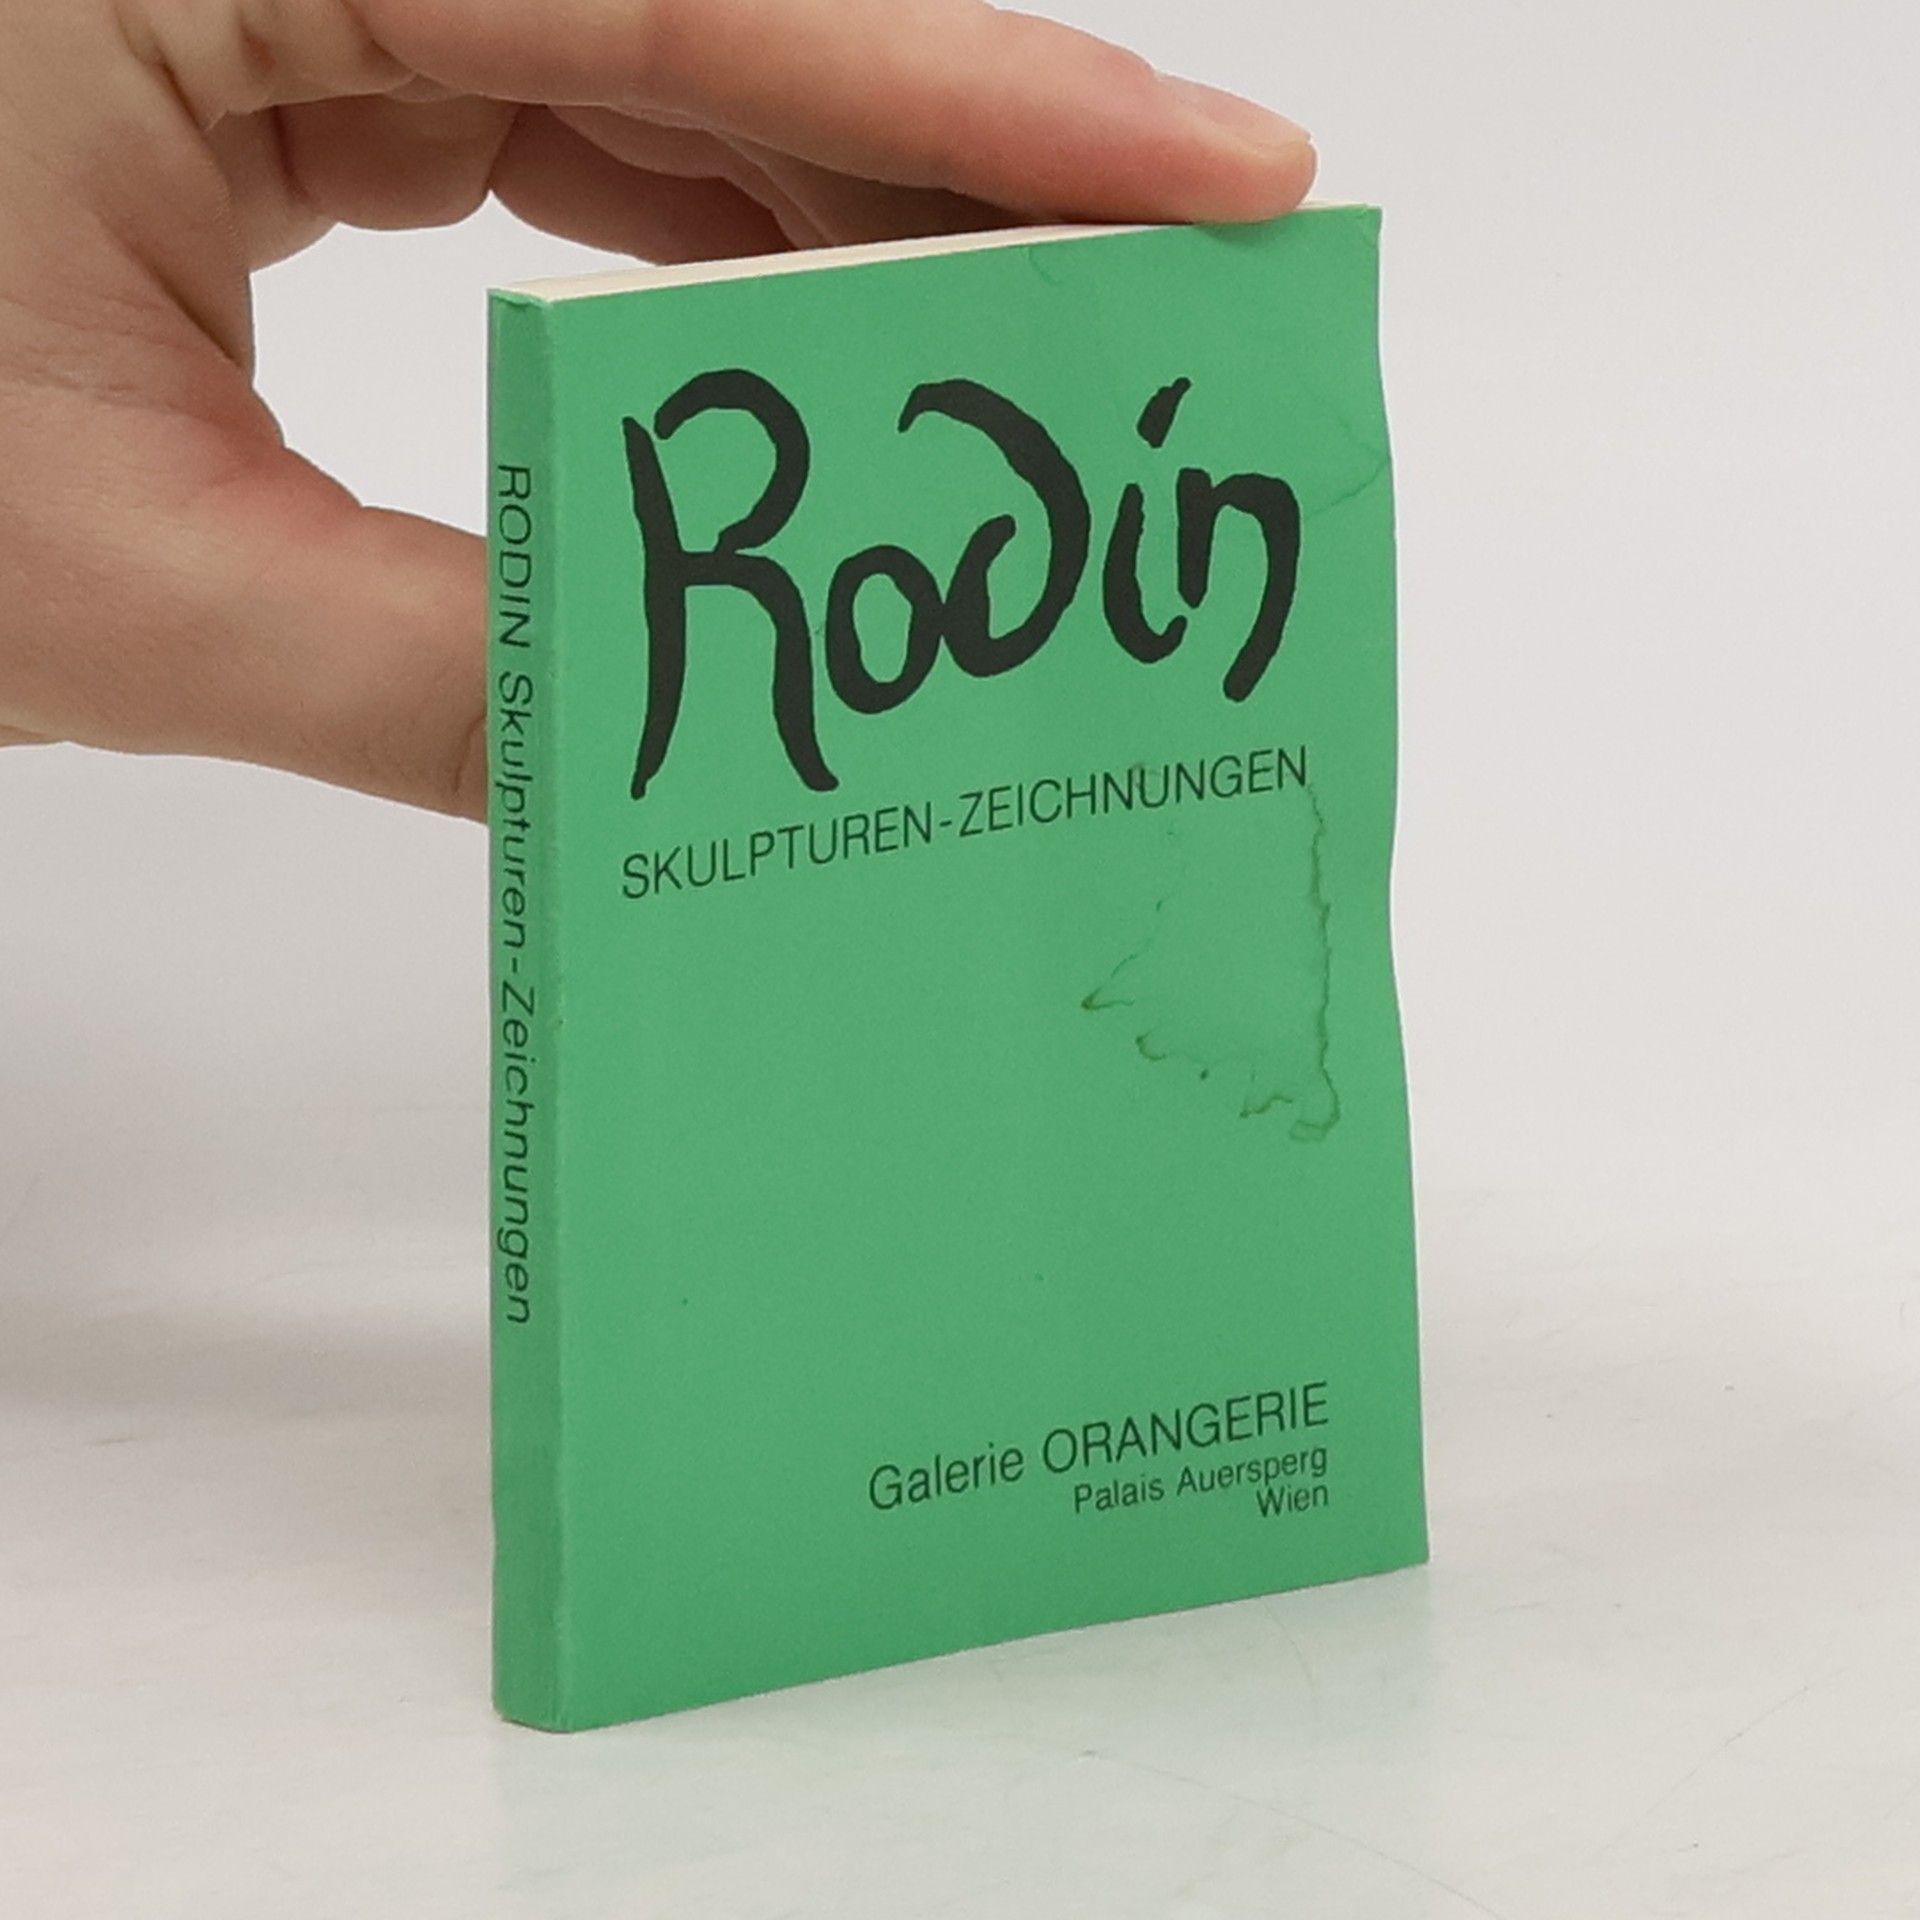 RODIN Skulpturen-Zeichnungen
Rodin
SKULPTUREN-ZEICHNUNGEN
Galerie ORANGERIE
Palais Auersperg
Wien